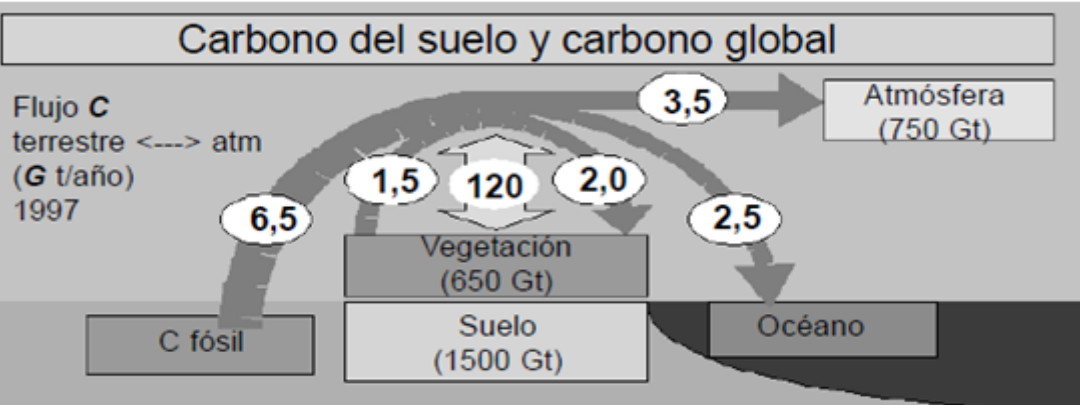 Carbono del suelo y carbono global
Flujo C
terrestre <---> atm
(G t/año)
1997
3,5
Atmósfera
(750 Gt)
6,5
1,5
120
2,0
2,5
Vegetación
(650 Gt)
C fósil
Suelo
(1500 Gt)
Océano